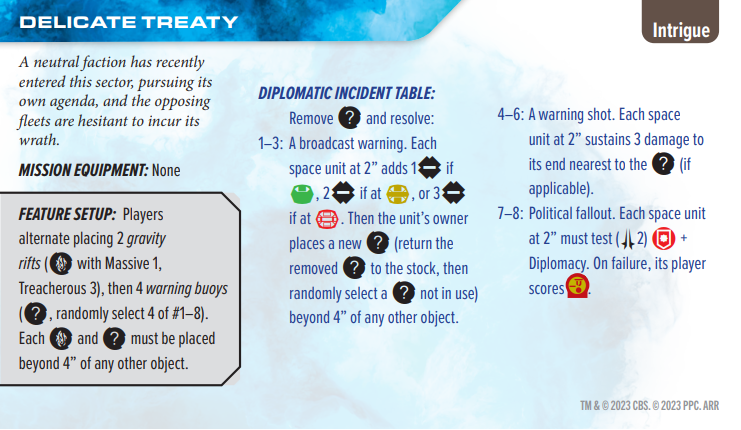 DELICATE TREATY
Intrigue
A neutral faction has recently
entered this sector, pursuing its
own agenda, and the opposing
fleets are hesitant to incur its
wrath.
MISSION EQUIPMENT: None
FEATURE SETUP: Players
alternate placing 2 gravity
rifts ( with Massive 1,
Treacherous 3), then 4 warning buoys
(?, randomly select 4 of #1–8).
Each and ? must be placed
beyond 4” of any other object.
DIPLOMATIC INCIDENT TABLE:
Remove ? and resolve:
1–3: A broadcast warning. Each
space unit at 2” adds 1 if
, 2 if at , or 3
if at . Then the unit’s owner
places a new ? (return the
removed ? to the stock, then
randomly select a ? not in use)
beyond 4” of any other object.
4–6: A warning shot. Each space
unit at 2” sustains 3 damage to
its end nearest to the ? (if
applicable).
7–8: Political fallout. Each space unit
at 2” must test ( 2) +
Diplomacy. On failure, its player
scores .
TM & © 2023 CBS. © 2023 PPC. ARR